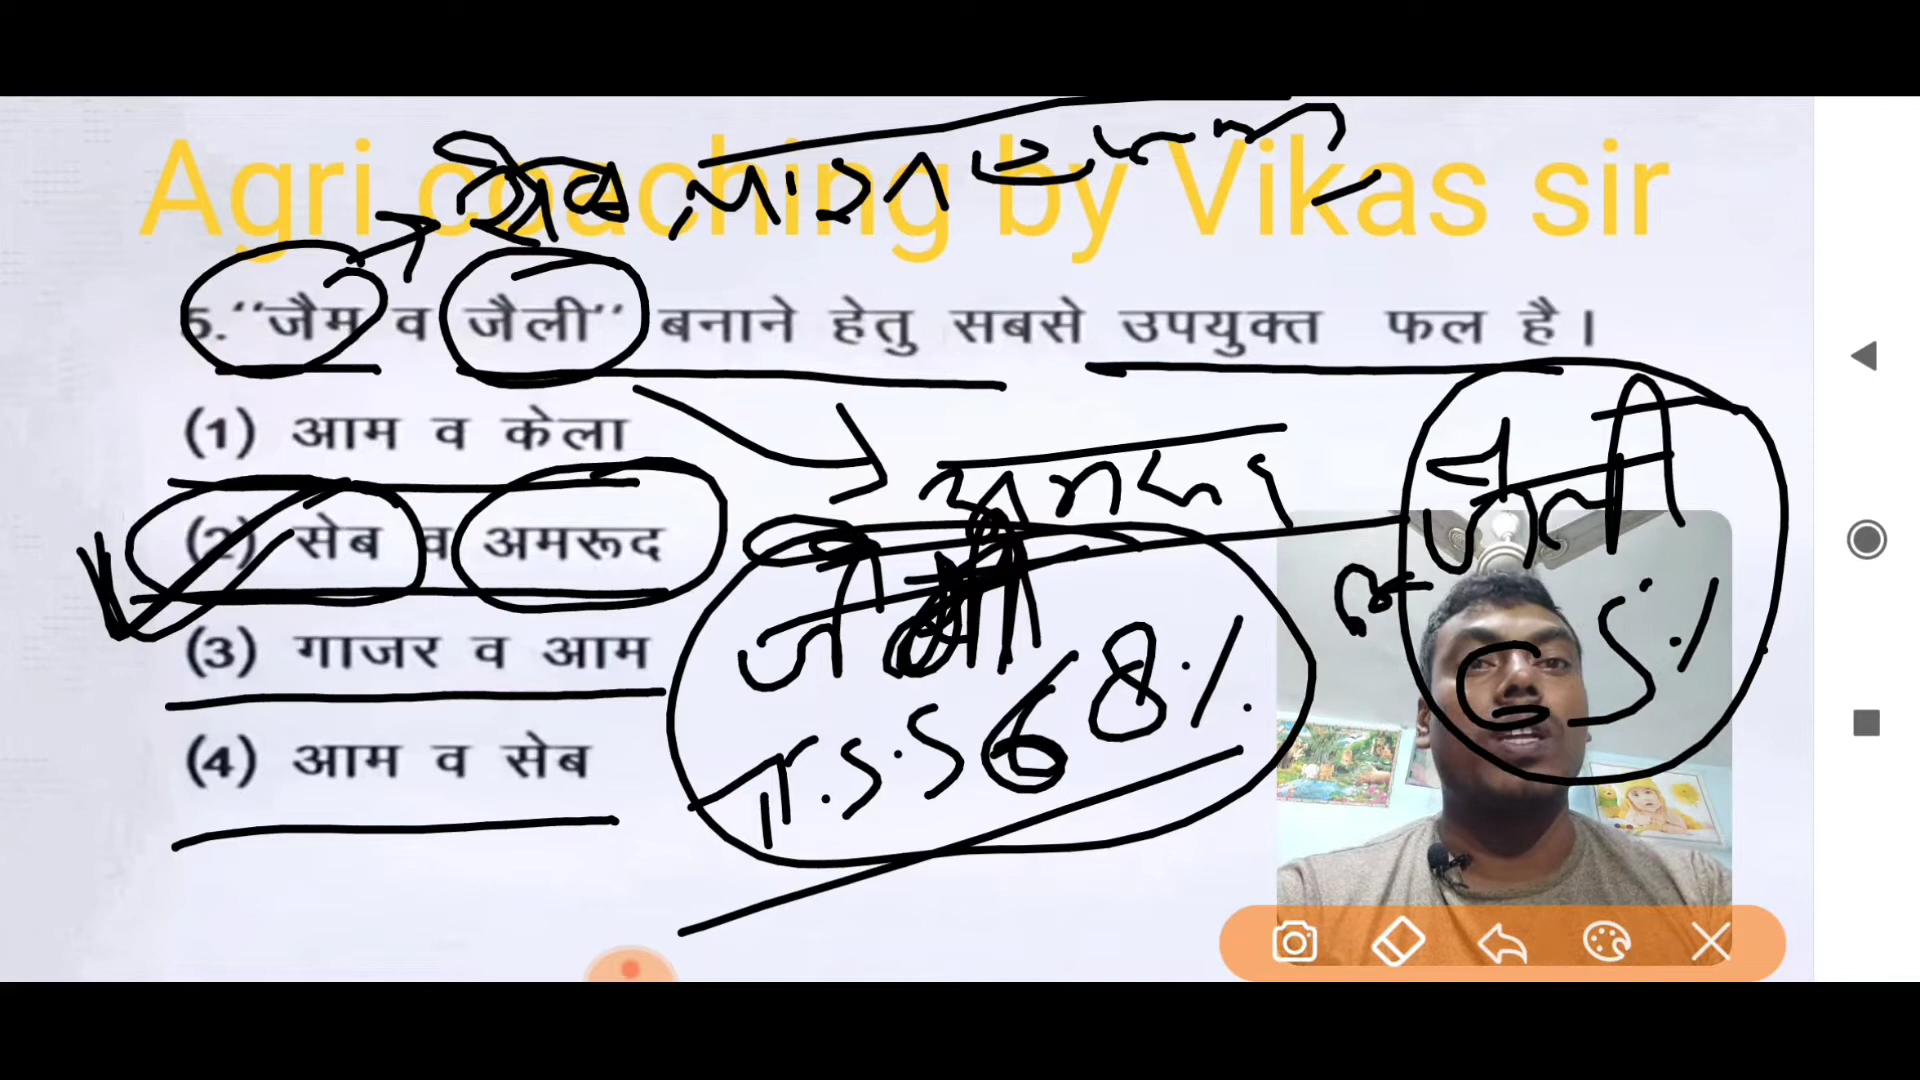 Agri coaching by Vikas sir
सेब
5.‘‘जैम व जैली’’ बनाने हेतु सबसे उपयुक्त फल है।
(1) आम व केला
अमरूद
(2) सेब व अमरूद
(3) गाजर व आम
T.S.S 68%.
(4) आम व सेब